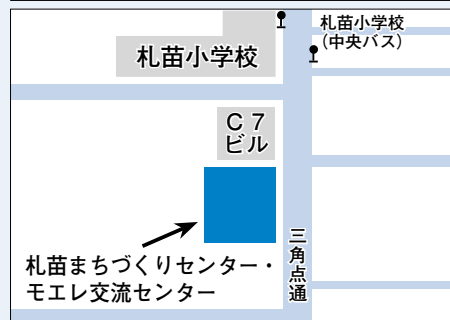 札苗小学校
(中央バス)
札苗小学校
C 7
ビル
札苗まちづくりセンター・
モエレ交流センター
三角点通